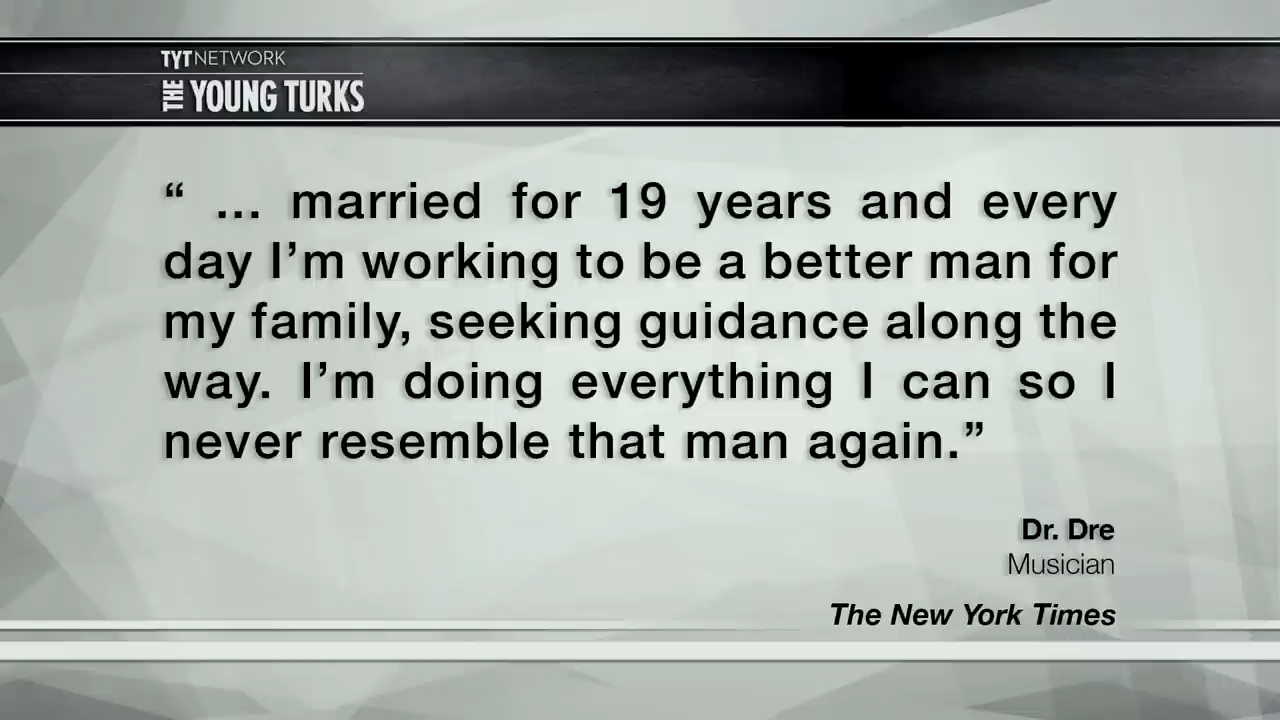 TYTNETWORK
THE YOUNG TURKS
“ ... married for 19 years and every
day I’m working to be a better man for
my family, seeking guidance along the
way. I’m doing everything I can so I
never resemble that man again.”
Dr. Dre
Musician
The New York Times